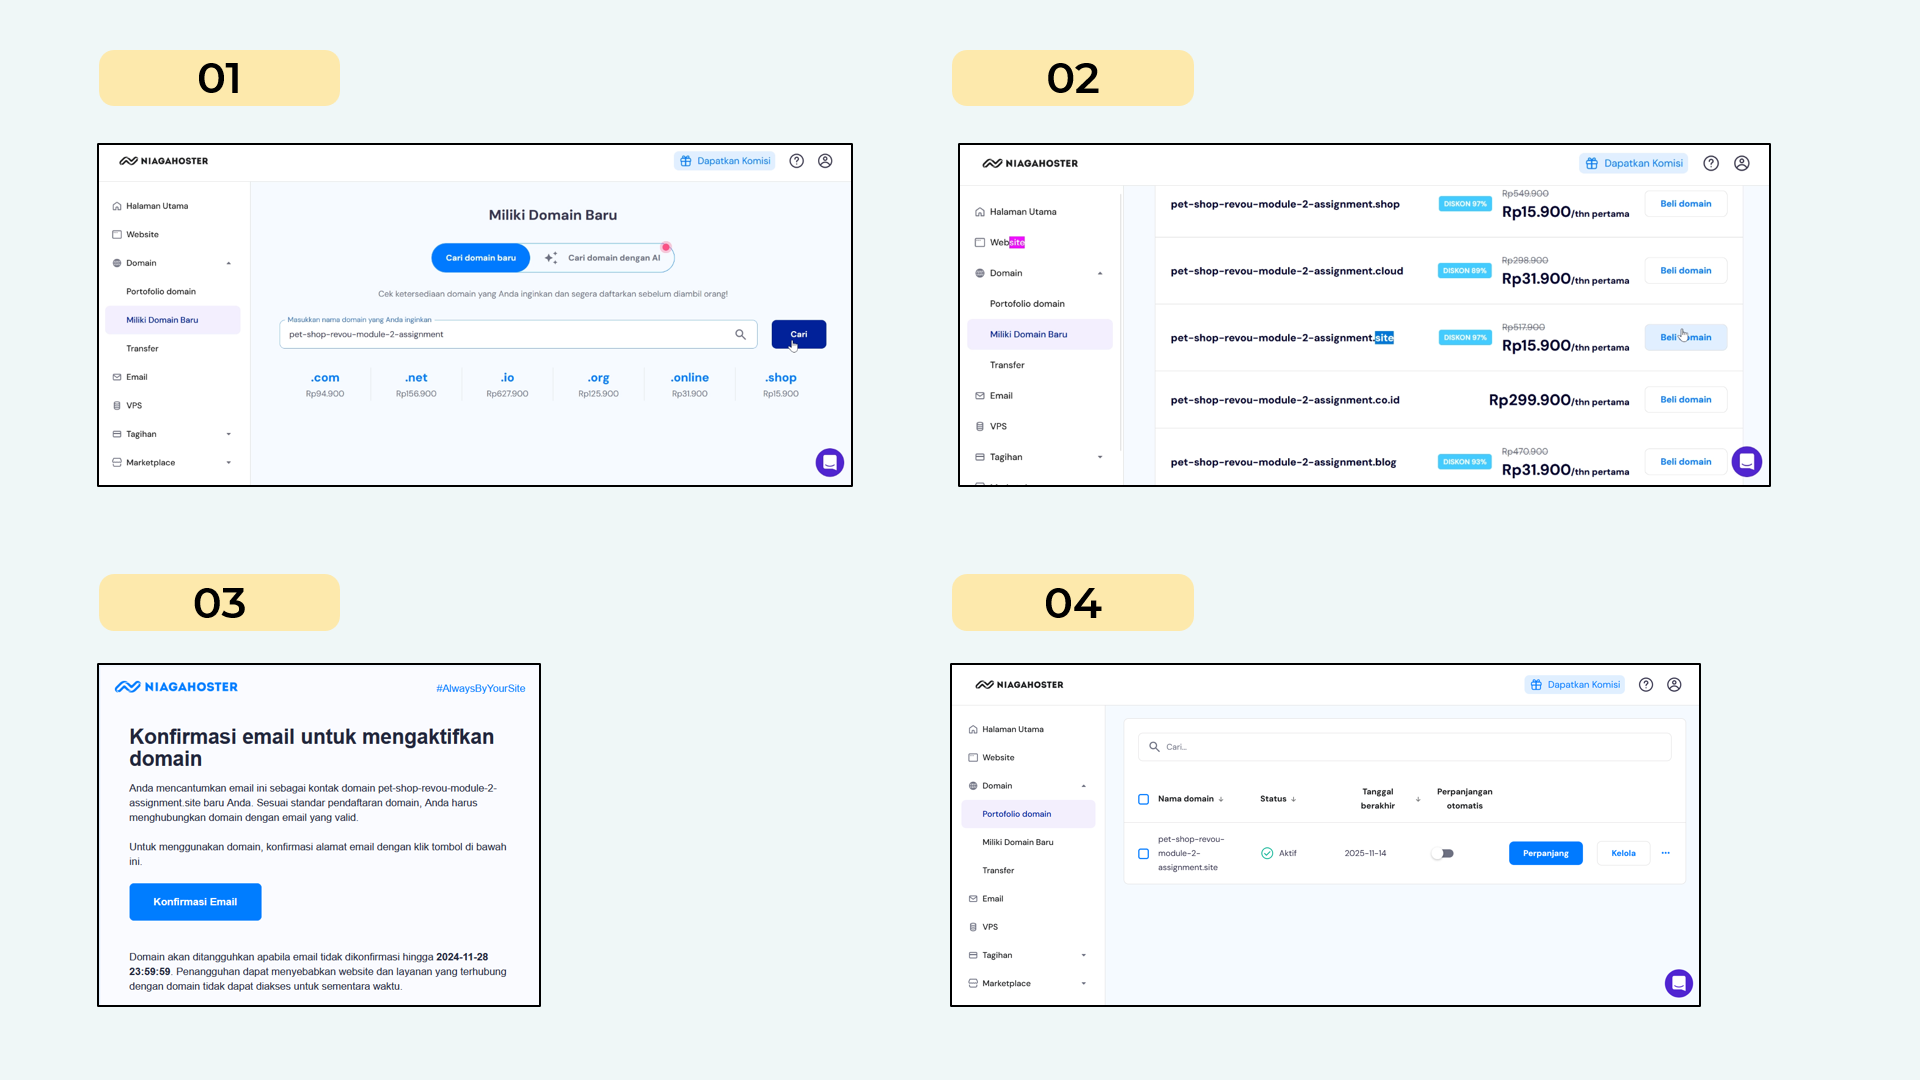 01
NIAGAHOSTER
Dapatkan Komisi
Halaman Utama
Website
Domain
Portofolio domain
Miliki Domain Baru
Transfer
Email
VPS
Tagihan
Marketplace
Miliki Domain Baru
Cari domain baru
Cari domain dengan AI
Cek ketersediaan domain yang Anda inginkan dan segera daftarkan sebelum diambil orang!
Masukkan nama domain yang Anda inginkan
pet-shop-revou-module-2-assignment
Cari
.com .net .io .org .online .shop
Rp94.900 Rp156.900 Rp627.900 Rp125.900 Rp31.900 Rp15.900
02
NIAGAHOSTER
Dapatkan Komisi
Halaman Utama
Website
Domain
Portofolio domain
Miliki Domain Baru
Transfer
Email
VPS
Tagihan
Rp549.900
pet-shop-revou-module-2-assignment.shop DISKON 97% Rp15.900/thn pertama Beli domain
Rp298.900
pet-shop-revou-module-2-assignment.cloud DISKON 89% Rp31.900/thn pertama Beli domain
Rp517.900
pet-shop-revou-module-2-assignment.site DISKON 97% Rp15.900/thn pertama Beli domain
pet-shop-revou-module-2-assignment.co.id Rp299.900/thn pertama Beli domain
Rp470.900
pet-shop-revou-module-2-assignment.blog DISKON 93% Rp31.900/thn pertama Beli domain
03
NIAGAHOSTER
#AlwaysByYourSite
Konfirmasi email untuk mengaktifkan
domain
Anda mencantumkan email ini sebagai kontak domain pet-shop-revou-module-2-
assignment.site baru Anda. Sesuai standar pendaftaran domain, Anda harus
menghubungkan domain dengan email yang valid.
Untuk menggunakan domain, konfirmasi alamat email dengan klik tombol di bawah
ini.
Konfirmasi Email
Domain akan ditangguhkan apabila email tidak dikonfirmasi hingga 2024-11-28
23:59:59. Penangguhan dapat menyebabkan website dan layanan yang terhubung
dengan domain tidak dapat diakses untuk sementara waktu.
04
NIAGAHOSTER
Dapatkan Komisi
Halaman Utama
Website
Domain
Portofolio domain
Miliki Domain Baru
Transfer
Email
VPS
Tagihan
Marketplace
Cari...
Nama domain ↓ Status ↓ Tanggal berakhir ↓ Perpanjangan otomatis
pet-shop-revou-
module-2-
assignment.site
Aktif
2025-11-14
Perpanjang
Kelola